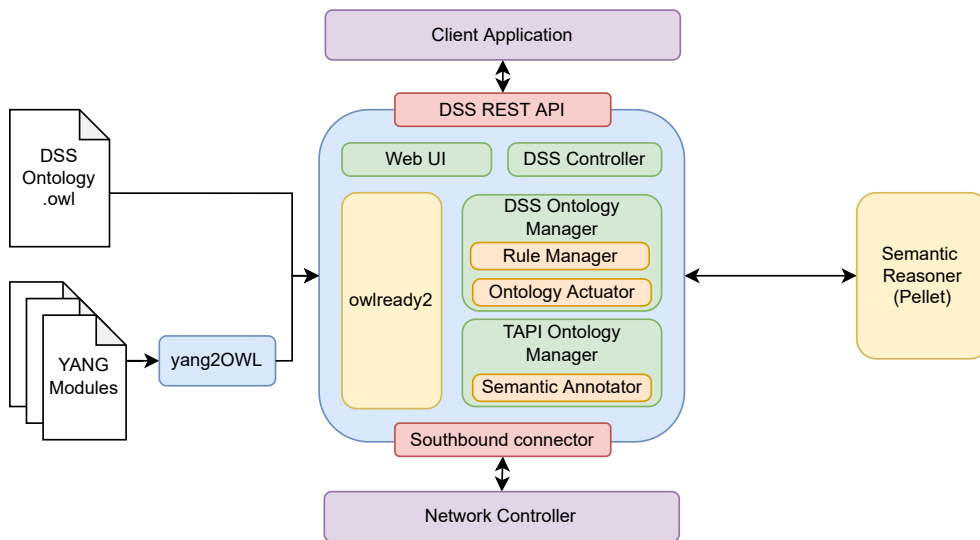 Client Application
DSS REST API
DSS
Ontology
.owl
Web UI
DSS Controller
owlready2
DSS Ontology
Manager
Rule Manager
Ontology Actuator
TAPI Ontology
Manager
Semantic Annotator
Semantic
Reasoner
(Pellet)
YANG
Modules
yang2OWL
Southbound connector
Network Controller